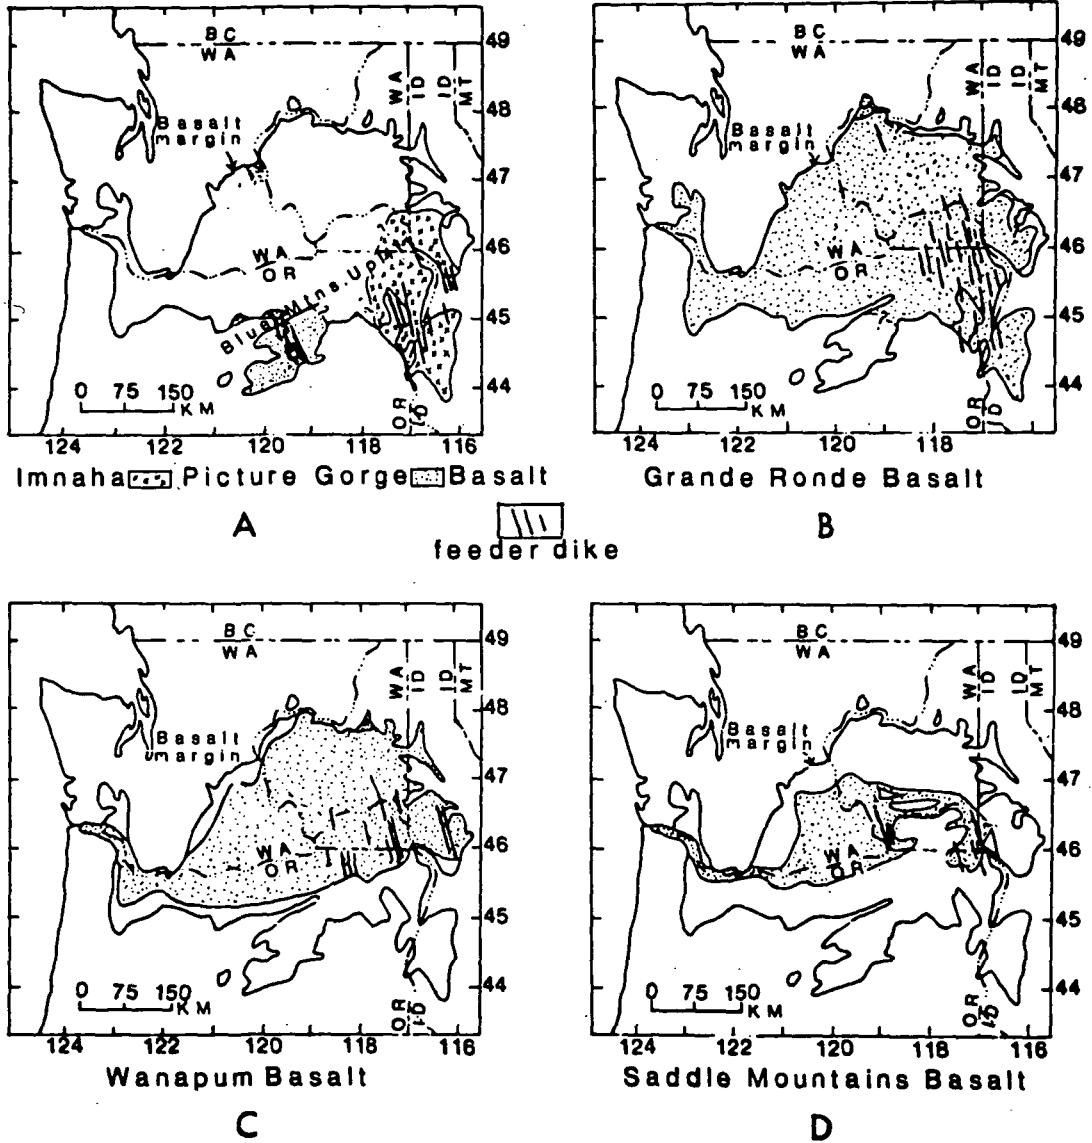 BC
WA
49
WA
ID
ID
MT
48
Basalt
margin
47
WA
OR
46
Blue Mtns. Uplift
45
0 75 150
KM
44
OR
ID
124 122 120 118 116
Imnaha Picture Gorge Basalt
A
BC
WA
49
WA
ID
ID
MT
48
Basalt
margin
47
WA
OR
46
45
0 75 150
KM
44
OR
ID
124 122 120 118 116
Grande Ronde Basalt
B
feeder dike
BC
WA
49
WA
ID
ID
MT
48
Basalt
margin
47
WA
OR
46
45
0 75 150
KM
44
OR
ID
124 122 120 118 116
Wanapum Basalt
C
BC
WA
49
WA
ID
ID
MT
48
Basalt
margin
47
WA
OR
46
45
0 75 150
KM
44
OR
ID
124 122 120 118 116
Saddle Mountains Basalt
D